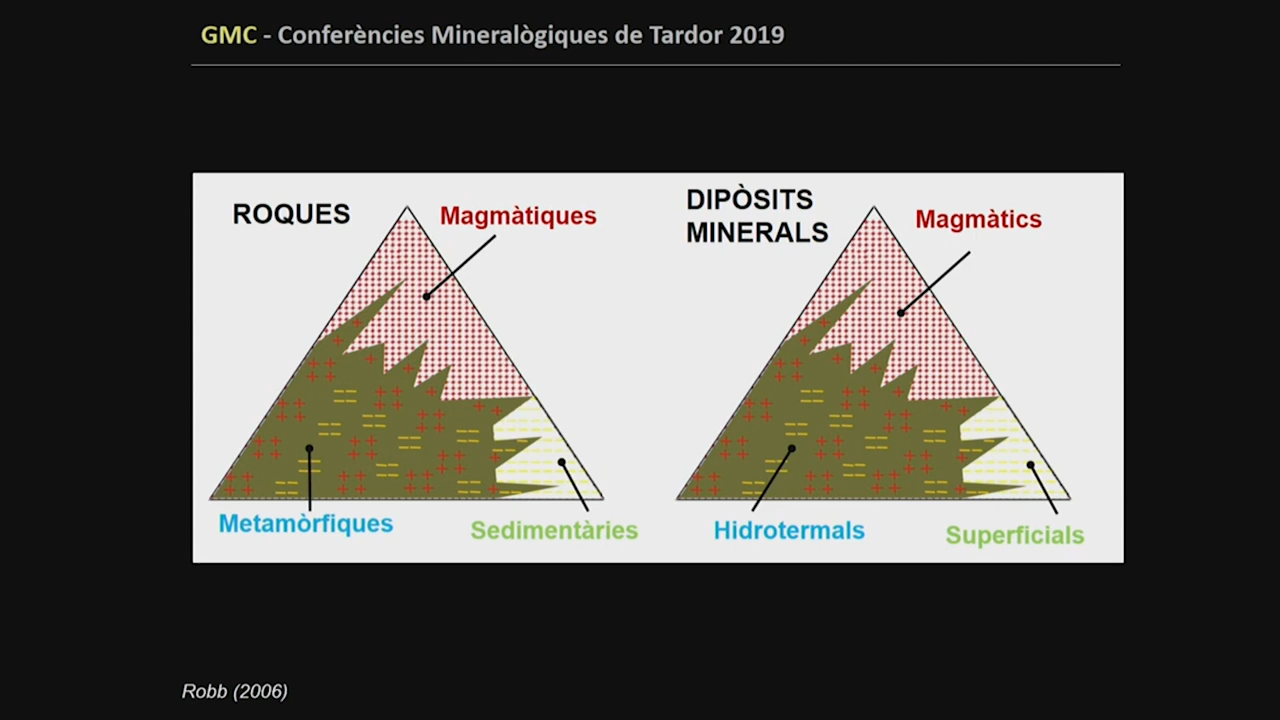 GMC - Conferències Mineralògiques de Tardor 2019
ROQUES
Magmàtiques
Metamòrfiques
Sedimentàries
DIPÒSITS
MINERALS
Magmàtics
Hidrotermals
Superficials
Robb (2006)